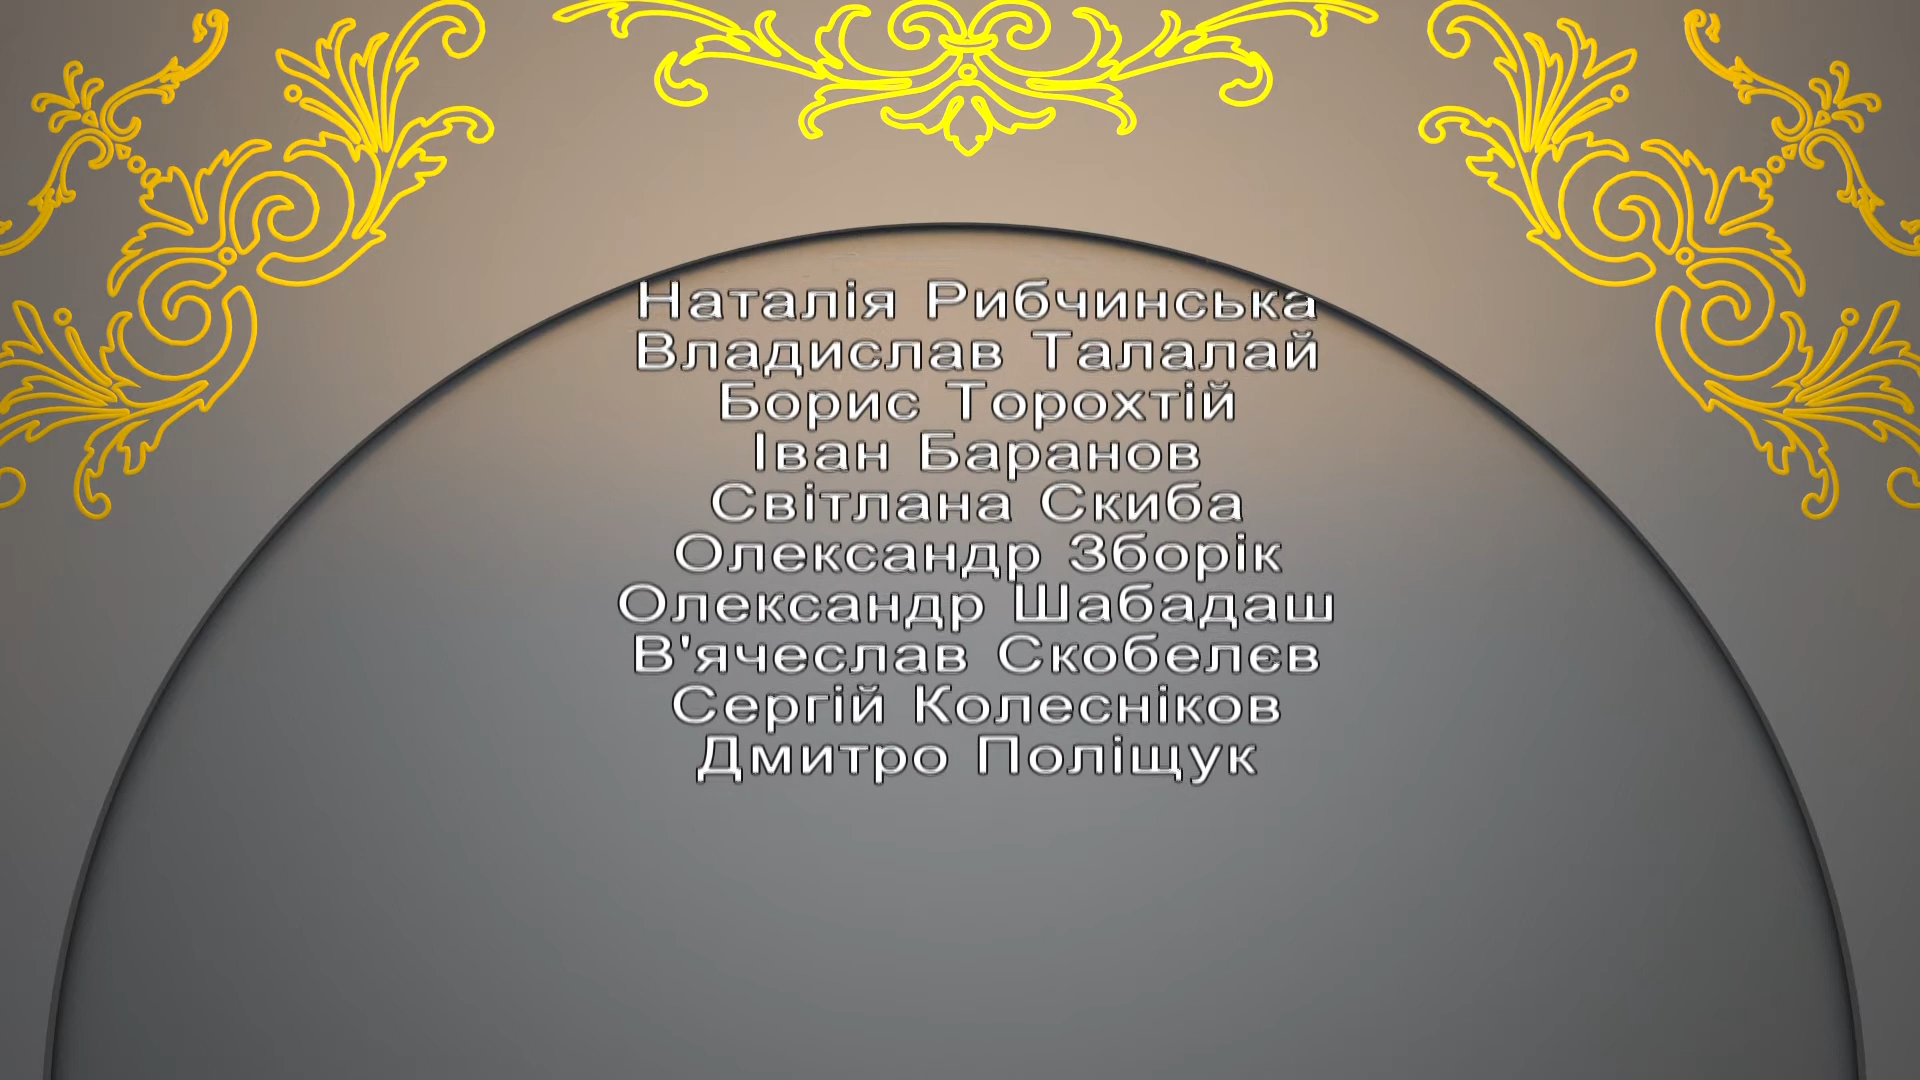 Наталія Рибчинська
Владислав Талалай
Борис Торохтій
Іван Баранов
Світлана Скиба
Олександр Зборік
Олександр Шабадаш
В'ячеслав Скобелєв
Сергій Колесніков
Дмитро Поліщук